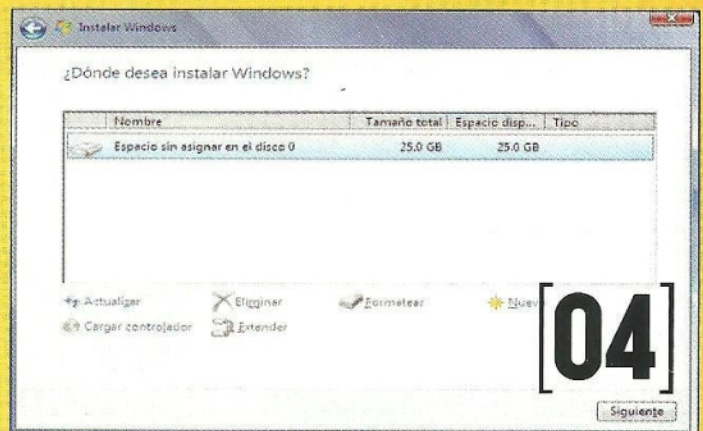 Instalar Windows
¿Dónde desea instalar Windows?
Nombre Tamaño total Espacio disp... Tipo
Espacio sin asignar en el disco 0 25.0 GB 25.0 GB
Actualizar Eliminar Formatear Nuevo
Cargar controlador Extender
[04]
Siguiente